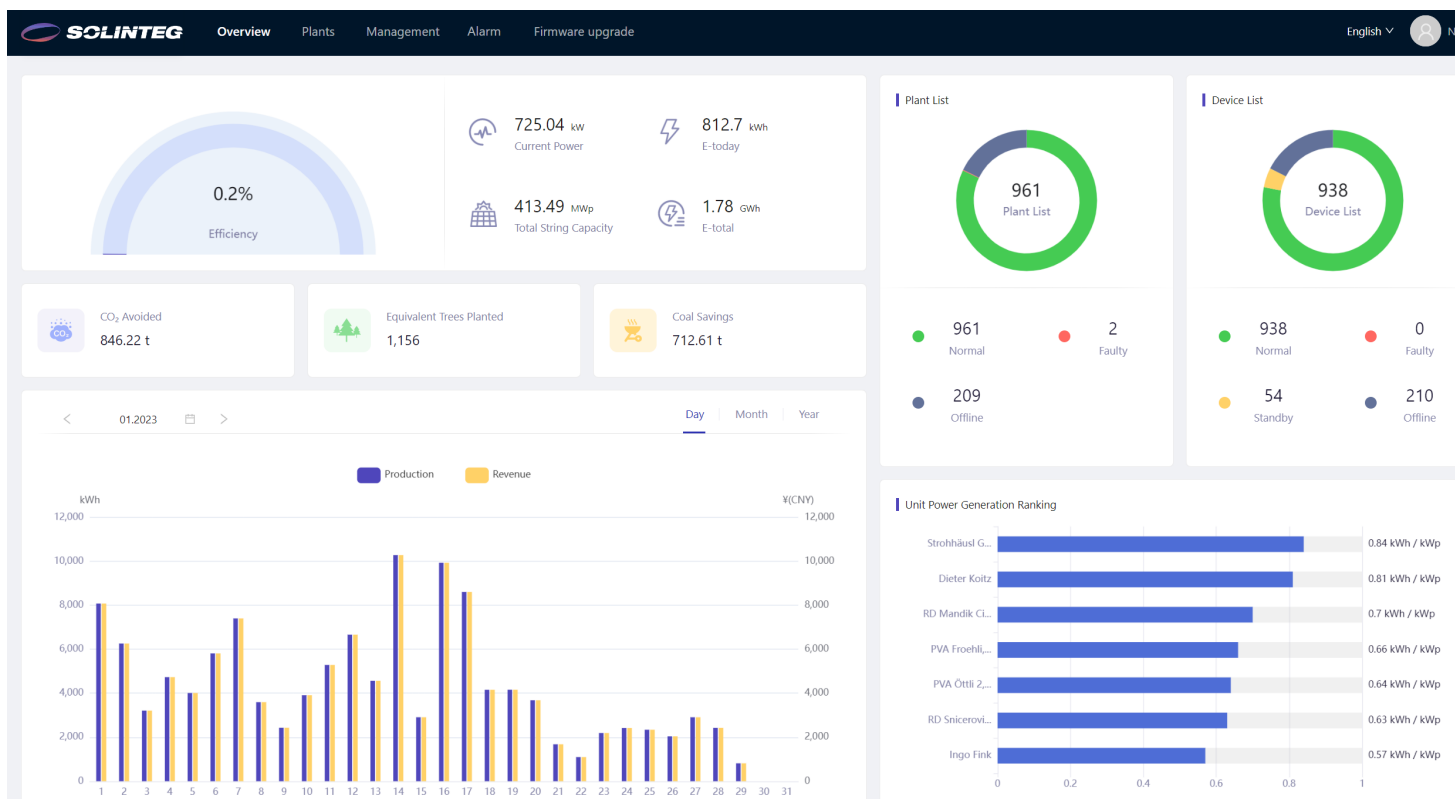 SOLINTEG Overview Plants Management Alarm Firmware upgrade English N
0.2%
Efficiency
725.04 kW
Current Power
812.7 kWh
E-today
413.49 MWp
Total String Capacity
1.78 GWh
E-total
CO₂ Avoided
846.22 t
Equivalent Trees Planted
1,156
Coal Savings
712.61 t
01.2023 Day Month Year
Production Revenue
kWh ¥(CNY)
12,000 12,000
10,000 10,000
8,000 8,000
6,000 6,000
4,000 4,000
2,000 2,000
0 0
1 2 3 4 5 6 7 8 9 10 11 12 13 14 15 16 17 18 19 20 21 22 23 24 25 26 27 28 29 30 31
Plant List
961
Plant List
961
Normal
2
Faulty
209
Offline
Device List
938
Device List
938
Normal
0
Faulty
54
Standby
210
Offline
Unit Power Generation Ranking
Strohhäusl G... 0.84 kWh / kWp
Dieter Koitz 0.81 kWh / kWp
RD Mandik Ci... 0.7 kWh / kWp
PVA Froehli,... 0.66 kWh / kWp
PVA Öttli 2,... 0.64 kWh / kWp
RD Snicerovi... 0.63 kWh / kWp
Ingo Fink 0.57 kWh / kWp
0 0.2 0.4 0.6 0.8 1